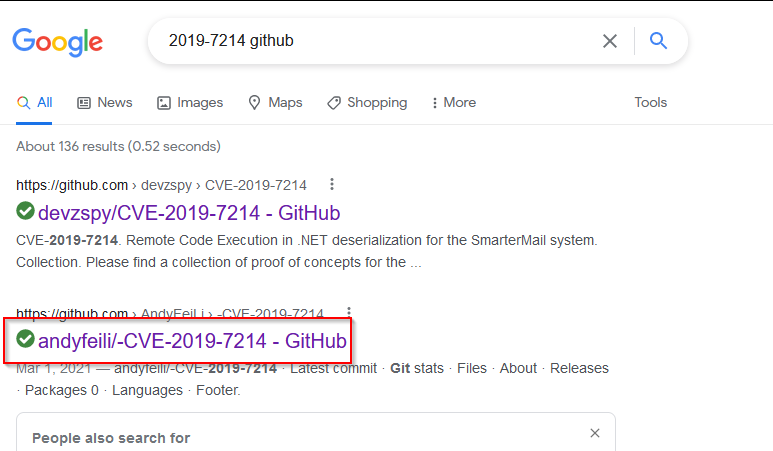 Google
2019-7214 github
All
News
Images
Maps
Shopping
More
Tools
About 136 results (0.52 seconds)
https://github.com › devzspy › CVE-2019-7214
devzspy/CVE-2019-7214 - GitHub
CVE-2019-7214. Remote Code Execution in .NET deserialization for the SmarterMail system.
Collection. Please find a collection of proof of concepts for the ...
https://github.com › AndyFeiLi › -CVE-2019-7214
andyfeili/-CVE-2019-7214 - GitHub
Mar 1, 2021 — andyfeili/-CVE-2019-7214 · Latest commit · Git stats · Files · About · Releases
· Packages 0 · Languages · Footer.
People also search for